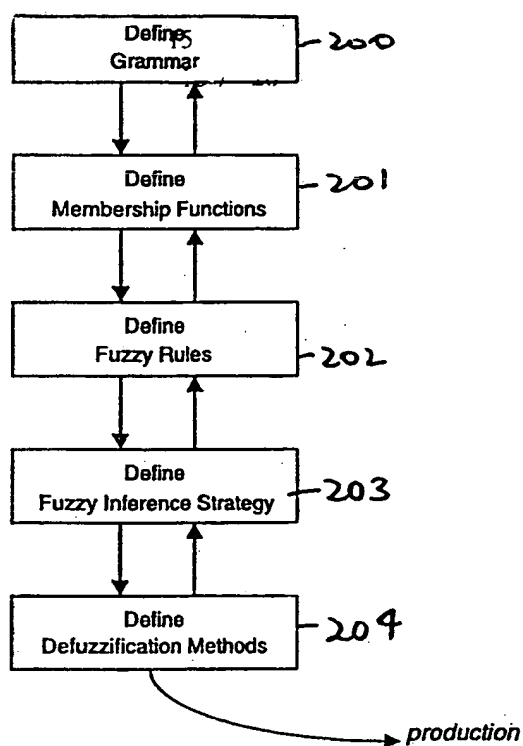 Define
15
Grammar
200
Define
Membership Functions
201
Define
Fuzzy Rules
202
Define
Fuzzy Inference Strategy
203
Define
Defuzzification Methods
204
production